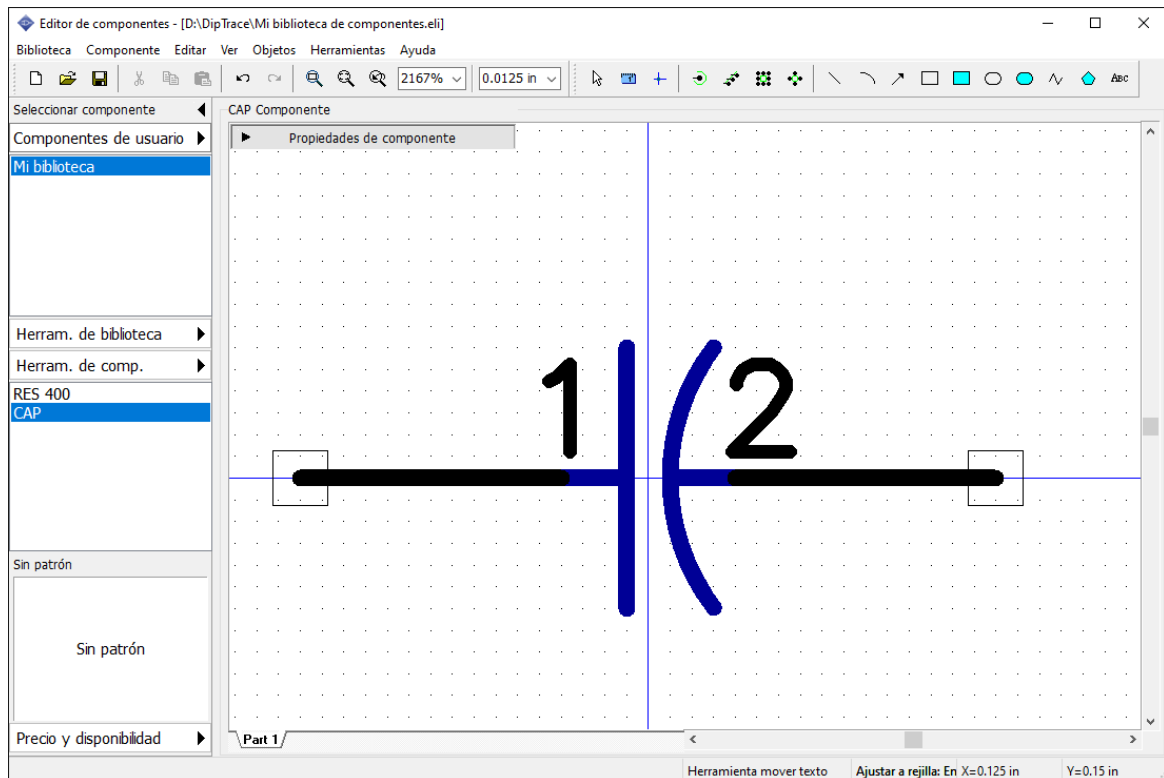 Editor de componentes - [D:\DipTrace\Mi biblioteca de componentes.eli]
Biblioteca Componente Editar Ver Objetos Herramientas Ayuda
2167% 0.0125 in ABC
Seleccionar componente
CAP Componente
Componentes de usuario
Propiedades de componente
Mi biblioteca
Herram. de biblioteca
Herram. de comp.
RES 400
CAP
1 2
Sin patrón
Sin patrón
Precio y disponibilidad
Part 1
Herramienta mover texto Ajustar a rejilla: En X=0.125 in Y=0.15 in